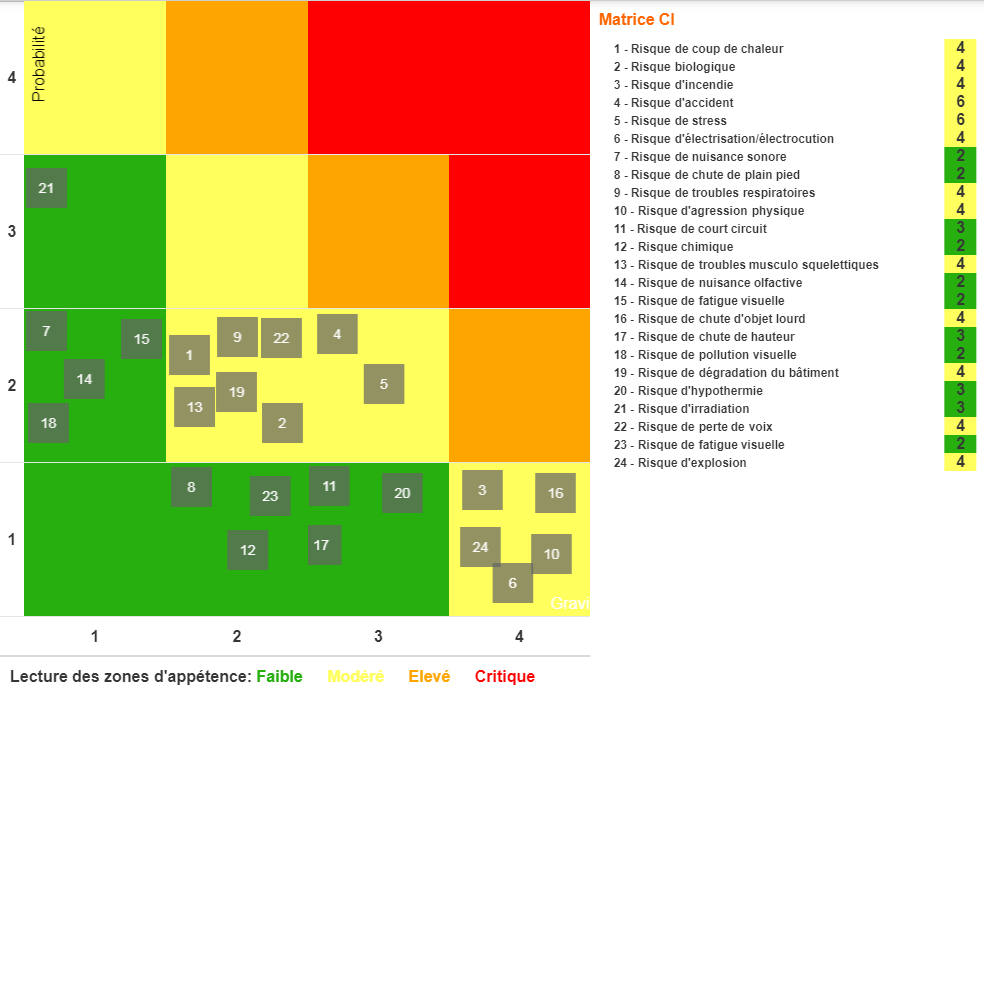 Probabilité
4
3
2
1
21
7
15
14
18
1
9
22
4
5
13
19
2
8
23
11
20
12
17
3
16
24
10
6
Gravi
1 2 3 4
Lecture des zones d'appétence: Faible Modéré Elevé Critique
Matrice CI
1 - Risque de coup de chaleur 4
2 - Risque biologique 4
3 - Risque d'incendie 4
4 - Risque d'accident 6
5 - Risque de stress 6
6 - Risque d'électrisation/électrocution 4
7 - Risque de nuisance sonore 2
8 - Risque de chute de plain pied 2
9 - Risque de troubles respiratoires 4
10 - Risque d'agression physique 4
11 - Risque de court circuit 3
12 - Risque chimique 2
13 - Risque de troubles musculo squelettiques 4
14 - Risque de nuisance olfactive 2
15 - Risque de fatigue visuelle 2
16 - Risque de chute d'objet lourd 4
17 - Risque de chute de hauteur 3
18 - Risque de pollution visuelle 2
19 - Risque de dégradation du bâtiment 4
20 - Risque d'hypothermie 3
21 - Risque d'irradiation 3
22 - Risque de perte de voix 4
23 - Risque de fatigue visuelle 2
24 - Risque d'explosion 4